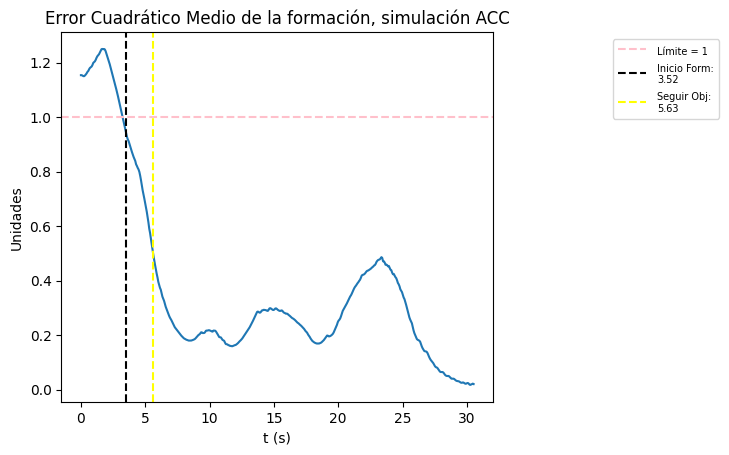 Error Cuadrático Medio de la formación, simulación ACC
Límite = 1
Inicio Form:
3.52
Seguir Obj:
5.63
Unidades
1.2
1.0
0.8
0.6
0.4
0.2
0.0
0
5
10
15
20
25
30
t (s)